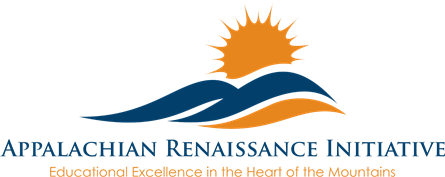 APPALACHIAN RENAISSANCE INITIATIVE
Educational Excellence in the Heart of the Mountains